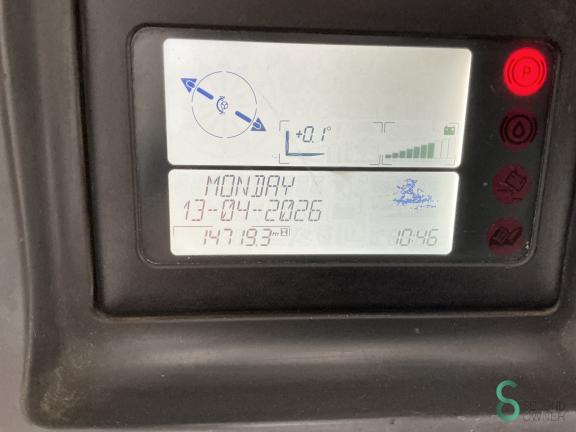 P
+0.1°
MONDAY
13-04-2026
14719.3 m H 10:46
SECOND
OWNER